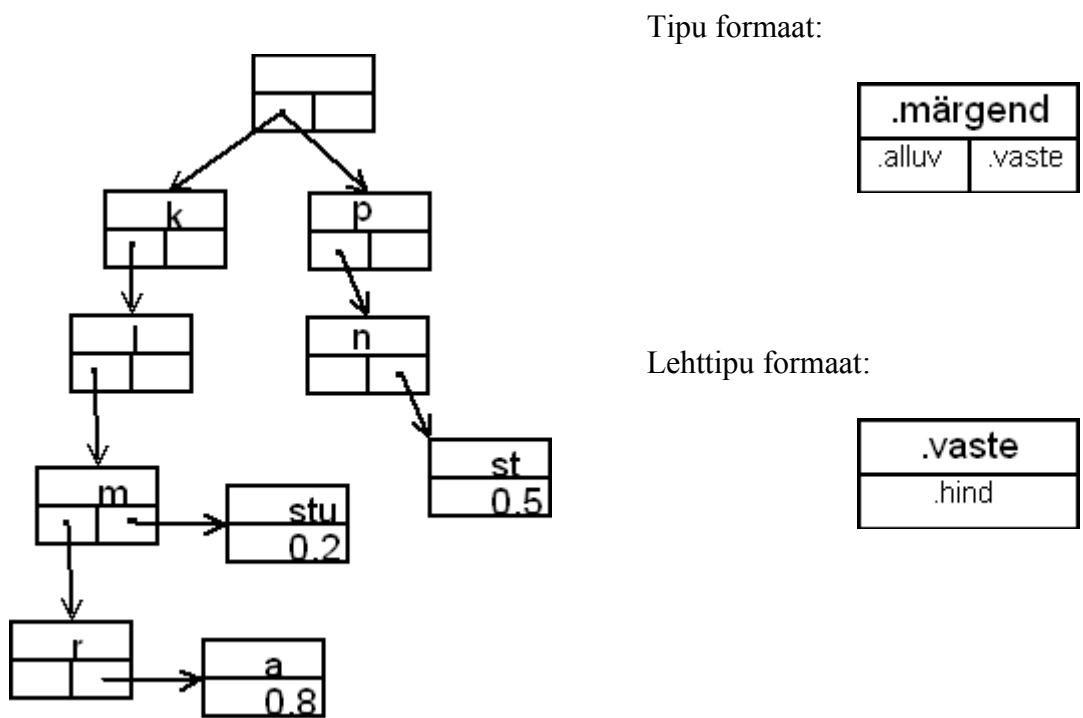 Tipu formaat:
.märgend
.alluv .vaste
k
p
l
n
Lehttipu formaat:
.vaste
.hind
st
0.5
m
stu
0.2
r
a
0.8